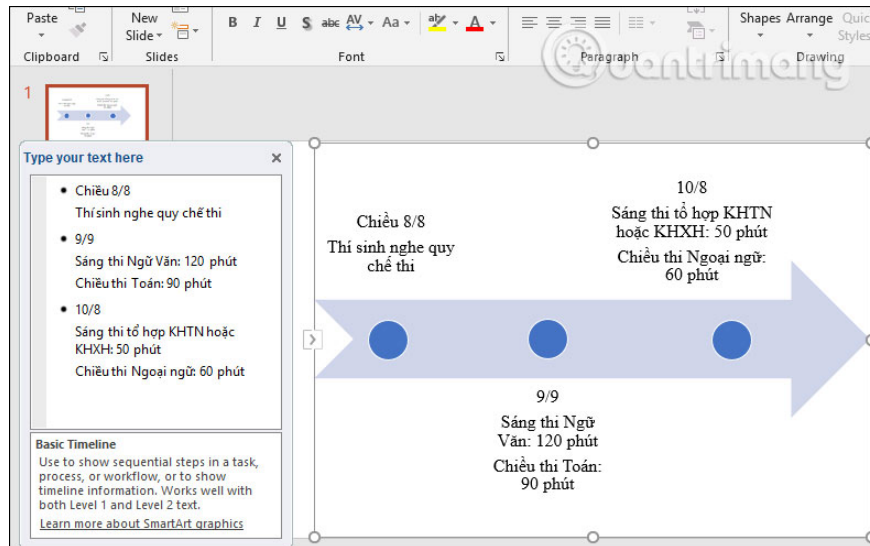 Paste
New
Slide
B I U S abc AV Aa aby A
Shapes Arrange Quic
Styles
Clipboard
Slides
Font
Paragraph
Drawing
Quantrimang
1
Type your text here
Chiều 8/8
Thí sinh nghe quy chế thi
9/9
Sáng thi Ngữ Văn: 120 phút
Chiều thi Toán: 90 phút
10/8
Sáng thi tổ hợp KHTN hoặc
KHXH: 50 phút
Chiều thi Ngoại ngữ: 60 phút
Basic Timeline
Use to show sequential steps in a task,
process, or workflow, or to show
timeline information. Works well with
both Level 1 and Level 2 text.
Learn more about SmartArt graphics
Chiều 8/8
Thí sinh nghe quy
chế thi
9/9
Sáng thi Ngữ
Văn: 120 phút
Chiều thi Toán:
90 phút
10/8
Sáng thi tổ hợp KHTN
hoặc KHXH: 50 phút
Chiều thi Ngoại ngữ:
60 phút